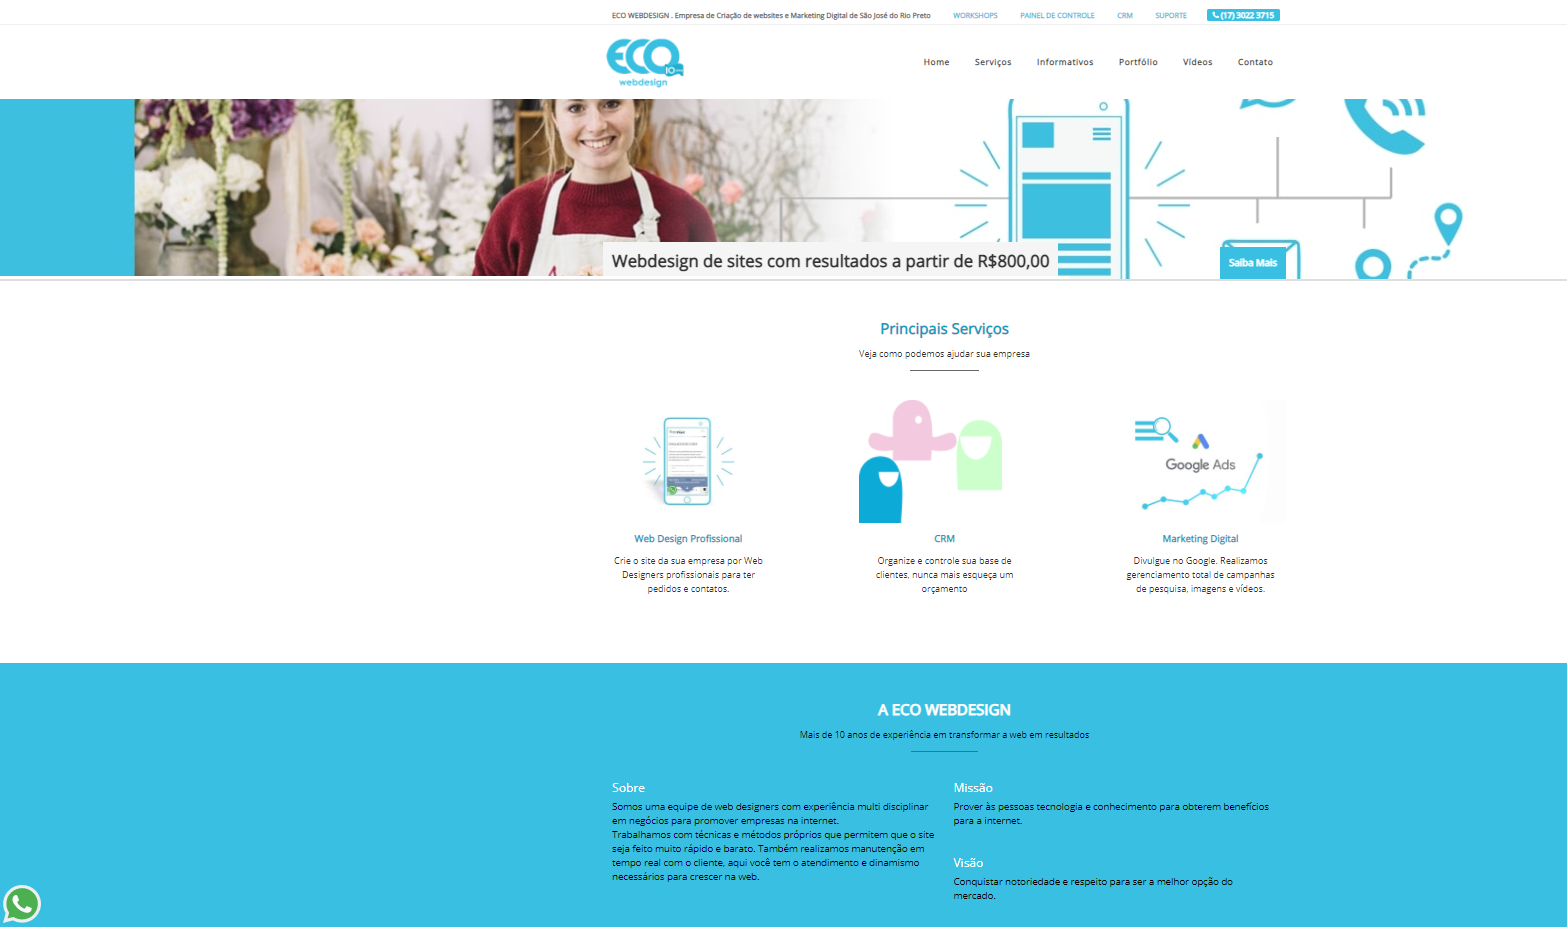 ECO WEBDESIGN . Empresa de Criação de websites e Marketing Digital de São José do Rio Preto
WORKSHOPS
PAINEL DE CONTROLE
CRM
SUPORTE
(17) 3022 3715
ECO
10
webdesign
Home
Serviços
Informativos
Portfólio
Vídeos
Contato
Webdesign de sites com resultados a partir de R$800,00
Saiba Mais
Principais Serviços
Veja como podemos ajudar sua empresa
Google Ads
Web Design Profissional
Crie o site da sua empresa por Web
Designers profissionais para ter
pedidos e contatos.
CRM
Organize e controle sua base de
clientes, nunca mais esqueça um
orçamento
Marketing Digital
Divulgue no Google. Realizamos
gerenciamento total de campanhas
de pesquisa, imagens e vídeos.
A ECO WEBDESIGN
Mais de 10 anos de experiência em transformar a web em resultados
Sobre
Somos uma equipe de web designers com experiência multi disciplinar
em negócios para promover empresas na internet.
Trabalhamos com técnicas e métodos próprios que permitem que o site
seja feito muito rápido e barato. Também realizamos manutenção em
tempo real com o cliente, aqui você tem o atendimento e dinamismo
necessários para crescer na web.
Missão
Prover às pessoas tecnologia e conhecimento para obterem benefícios
para a internet.
Visão
Conquistar notoriedade e respeito para ser a melhor opção do
mercado.